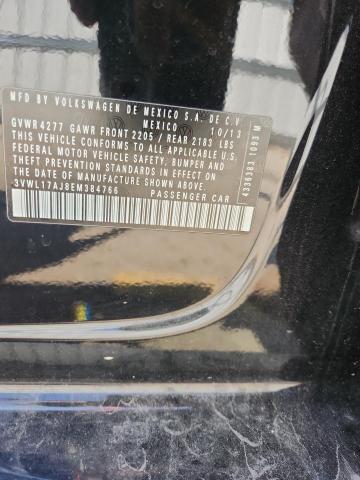 MFD BY VOLKSWAGEN DE MEXICO S.A. DE C.V.
MEXICO 10/13
GVWR 4277 GAWR FRONT 2205 / REAR 2183 LBS
THIS VEHICLE CONFORMS TO ALL APPLICABLE U.S.
FEDERAL MOTOR VEHICLE SAFETY, BUMPER AND
THEFT PREVENTION STANDARDS IN EFFECT ON
THE DATE OF MANUFACTURE SHOWN ABOVE.
3VWL17AJ8EM384766 PASSENGER CAR
4336383 1093 M